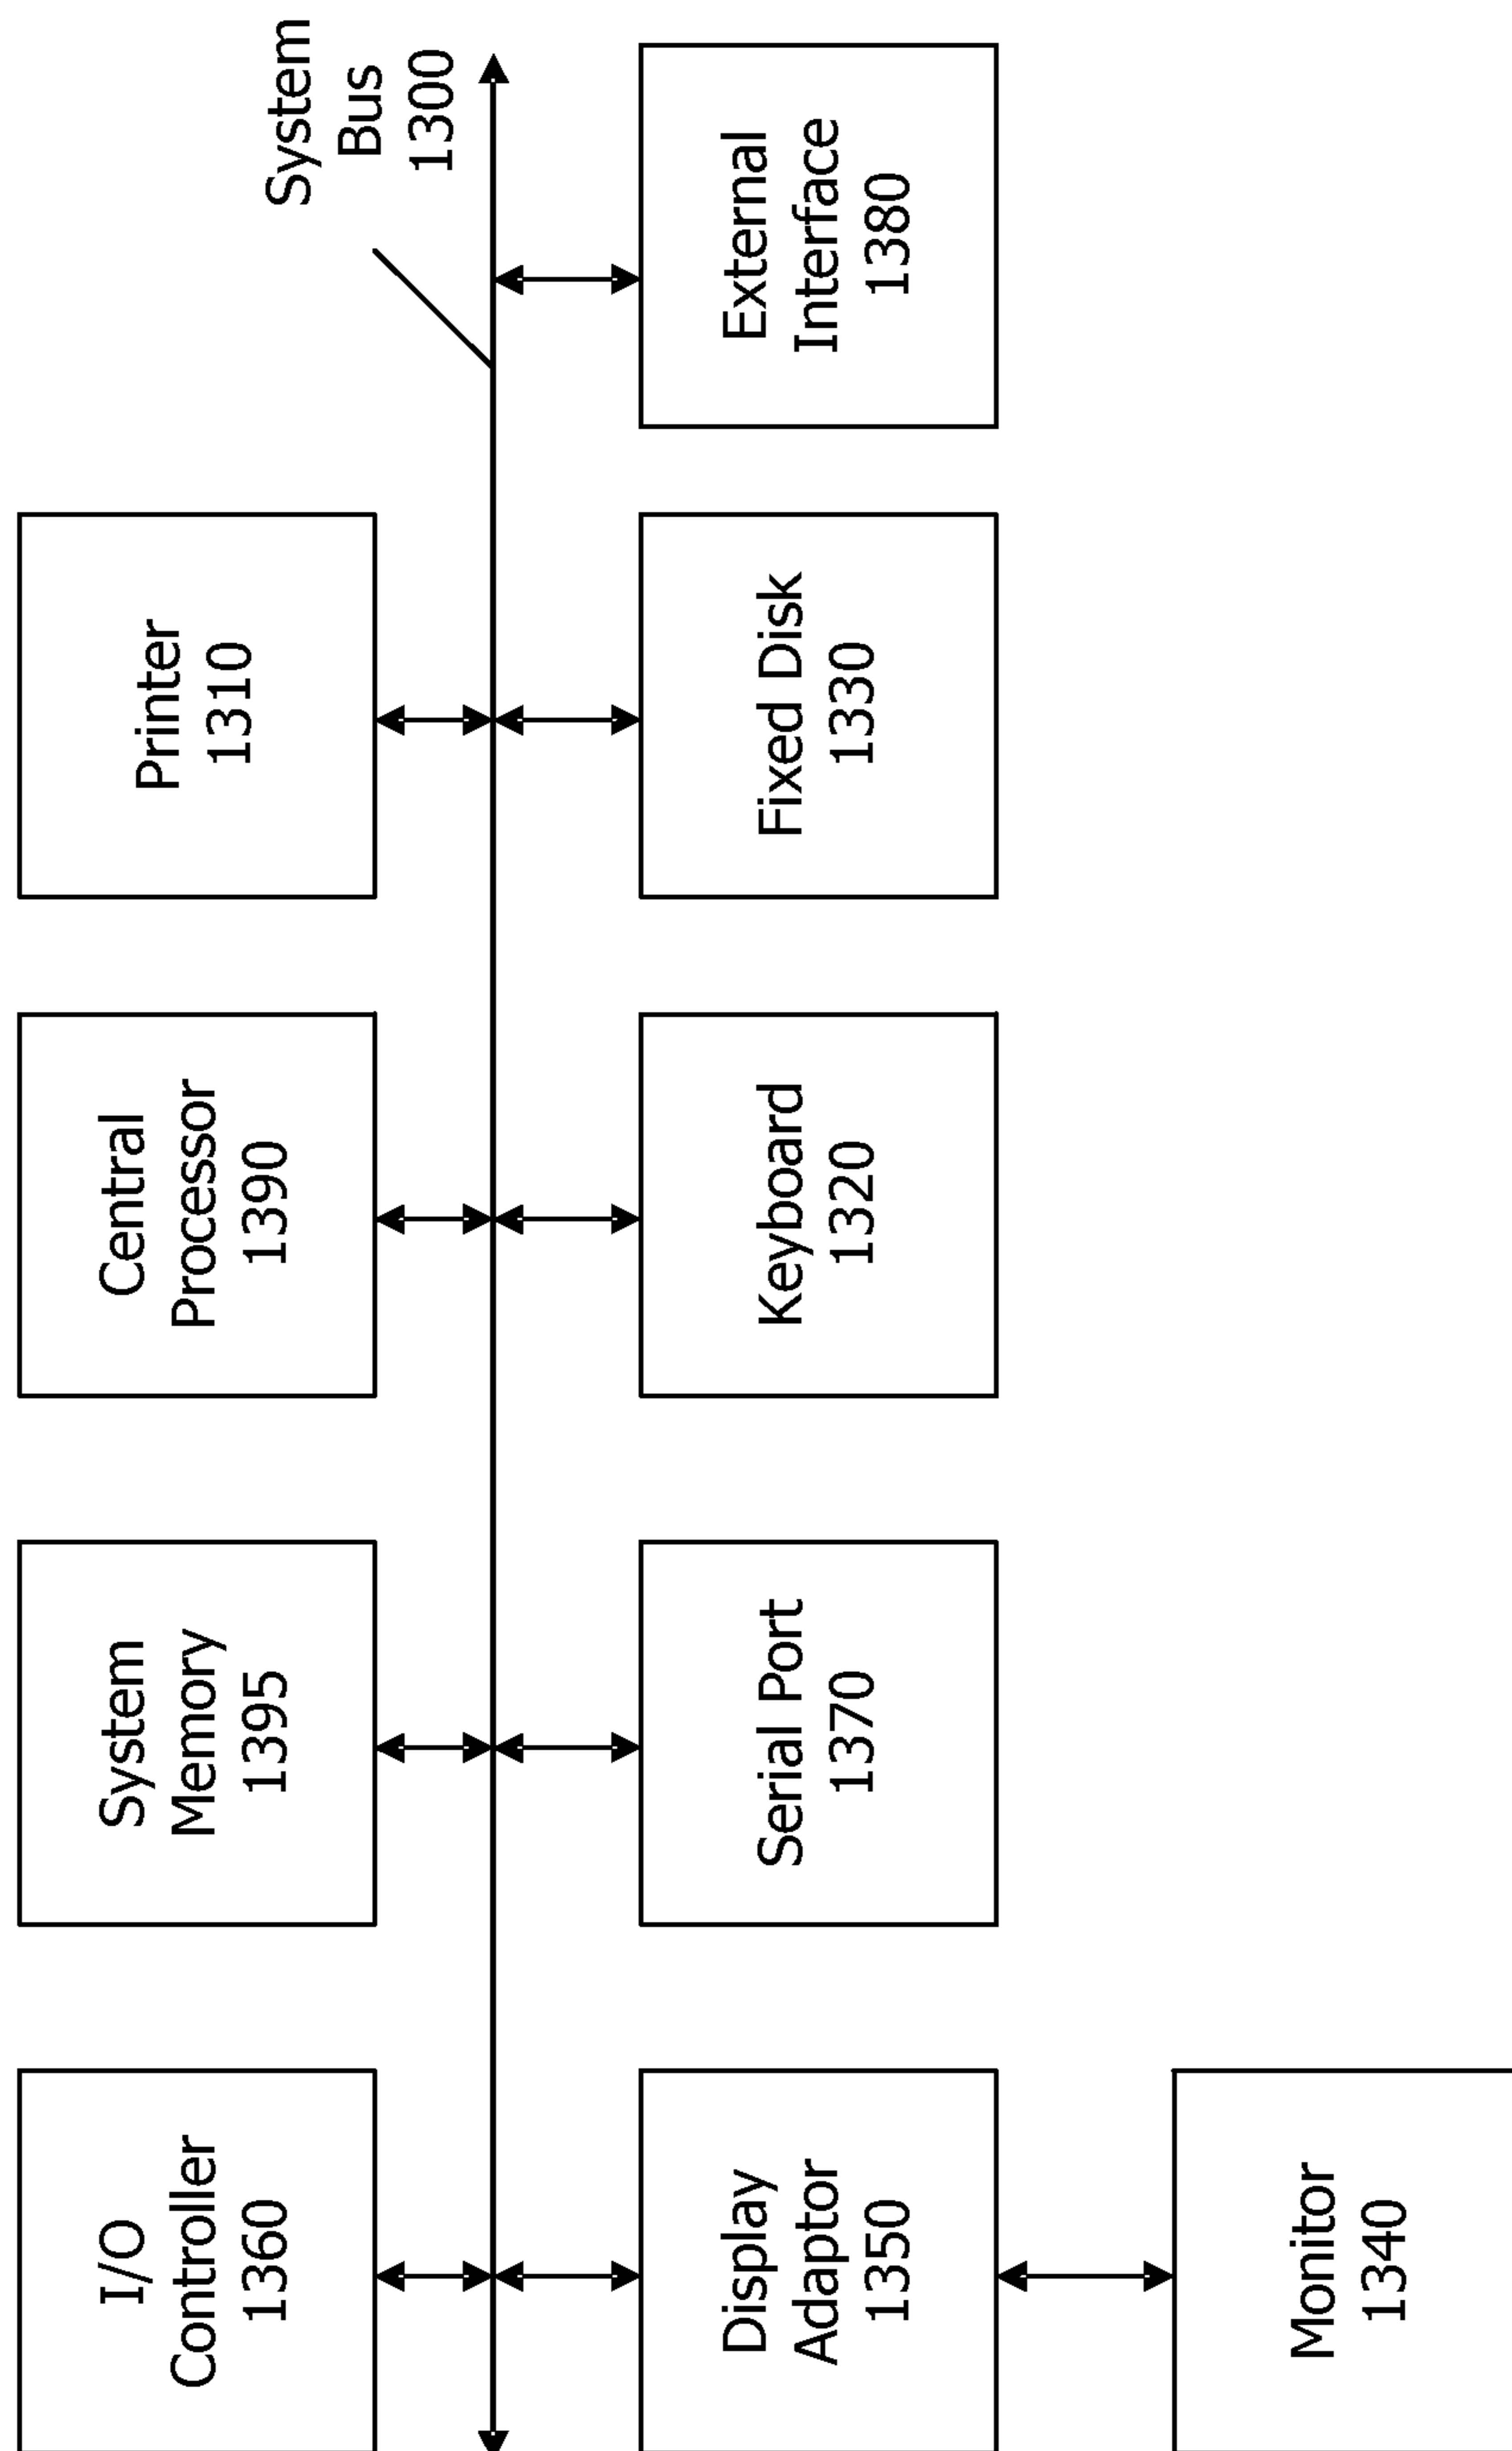 I/O
Controller
1360
System
Memory
1395
Central
Processor
1390
Printer
1310
System
Bus
1300
Display
Adaptor
1350
Serial Port
1370
Keyboard
1320
Fixed Disk
1330
External
Interface
1380
Monitor
1340